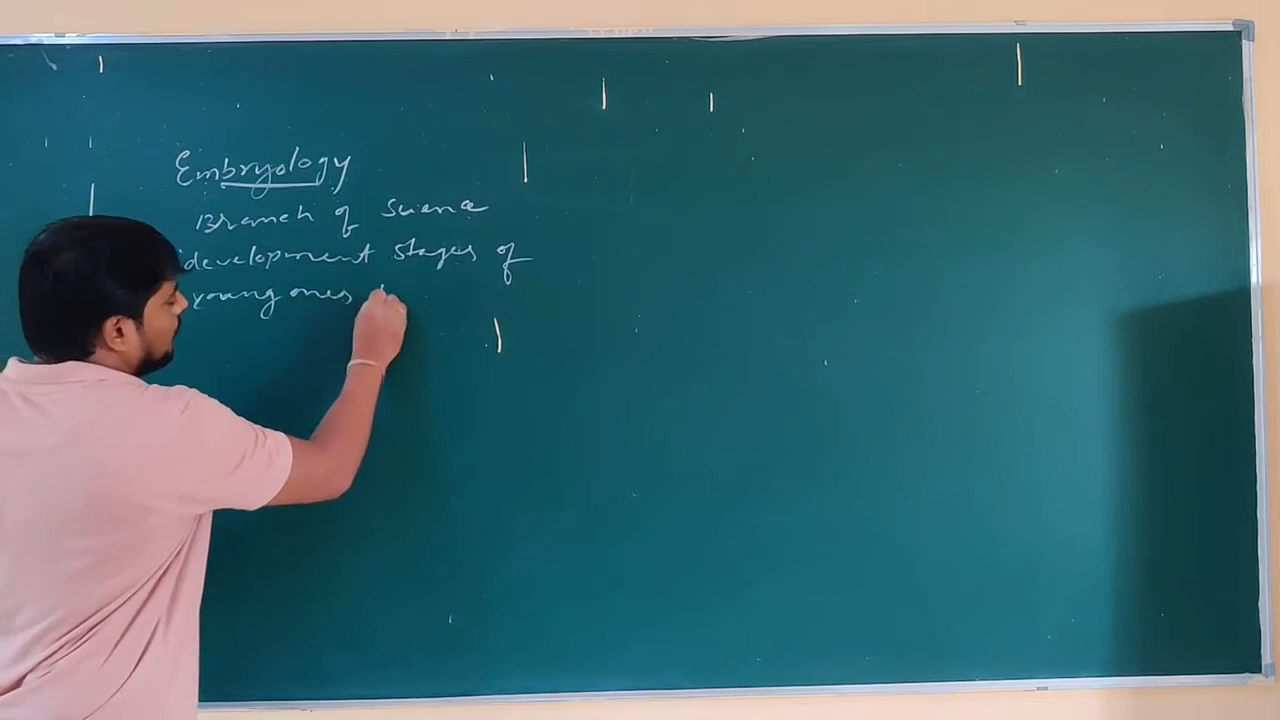 Embryology
Branch of Science
development stages of
young ones